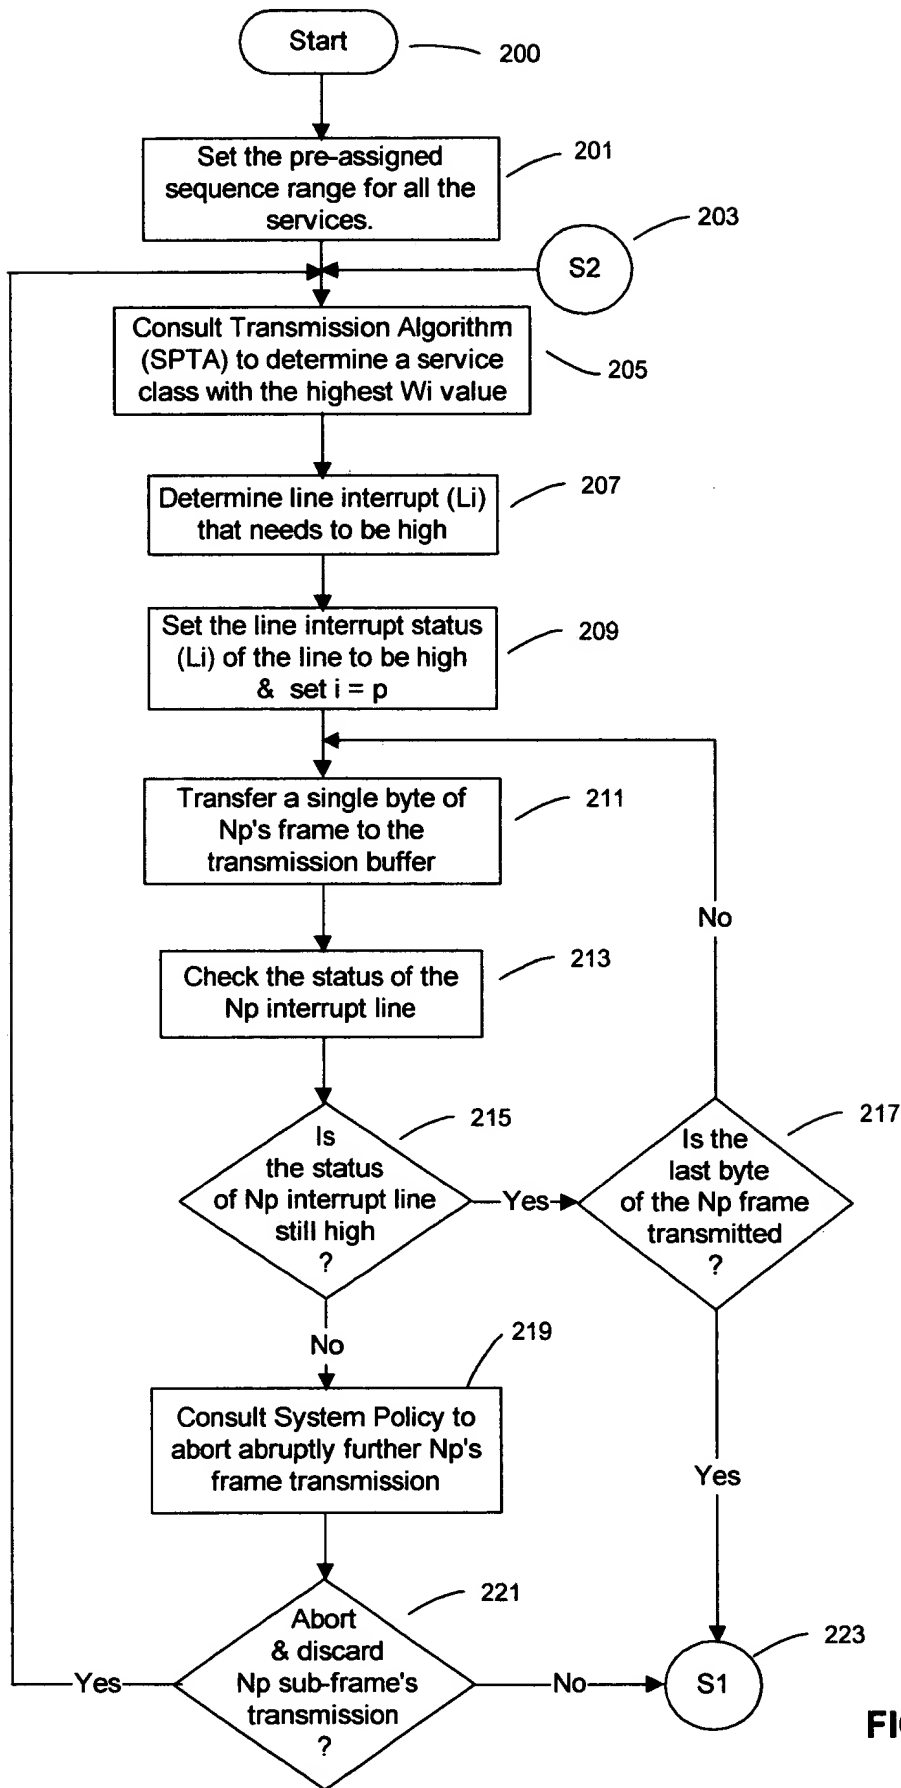 Start
200
Set the pre-assigned
sequence range for all the
services.
201
S2
203
Consult Transmission Algorithm
(SPTA) to determine a service
class with the highest Wi value
205
Determine line interrupt (Li)
that needs to be high
207
Set the line interrupt status
(Li) of the line to be high
& set i = p
209
Transfer a single byte of
Np's frame to the
transmission buffer
211
No
Check the status of the
Np interrupt line
213
Is
the status
of Np interrupt line
still high
?
215
Yes
Is the
last byte
of the Np frame
transmitted
?
217
No
Consult System Policy to
abort abruptly further Np's
frame transmission
219
Yes
Abort
& discard
Np sub-frame's
transmission
?
221
Yes
No
S1
223